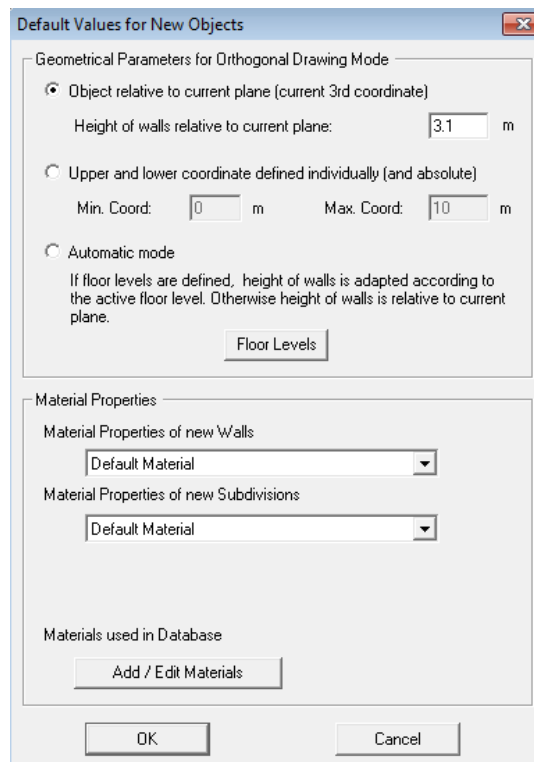 Default Values for New Objects
Geometrical Parameters for Orthogonal Drawing Mode
Object relative to current plane (current 3rd coordinate)
Height of walls relative to current plane: 3.1 m
Upper and lower coordinate defined individually (and absolute)
Min. Coord: 0 m Max. Coord: 10 m
Automatic mode
If floor levels are defined, height of walls is adapted according to
the active floor level. Otherwise height of walls is relative to current
plane.
Floor Levels
Material Properties
Material Properties of new Walls
Default Material
Material Properties of new Subdivisions
Default Material
Materials used in Database
Add / Edit Materials
OK Cancel